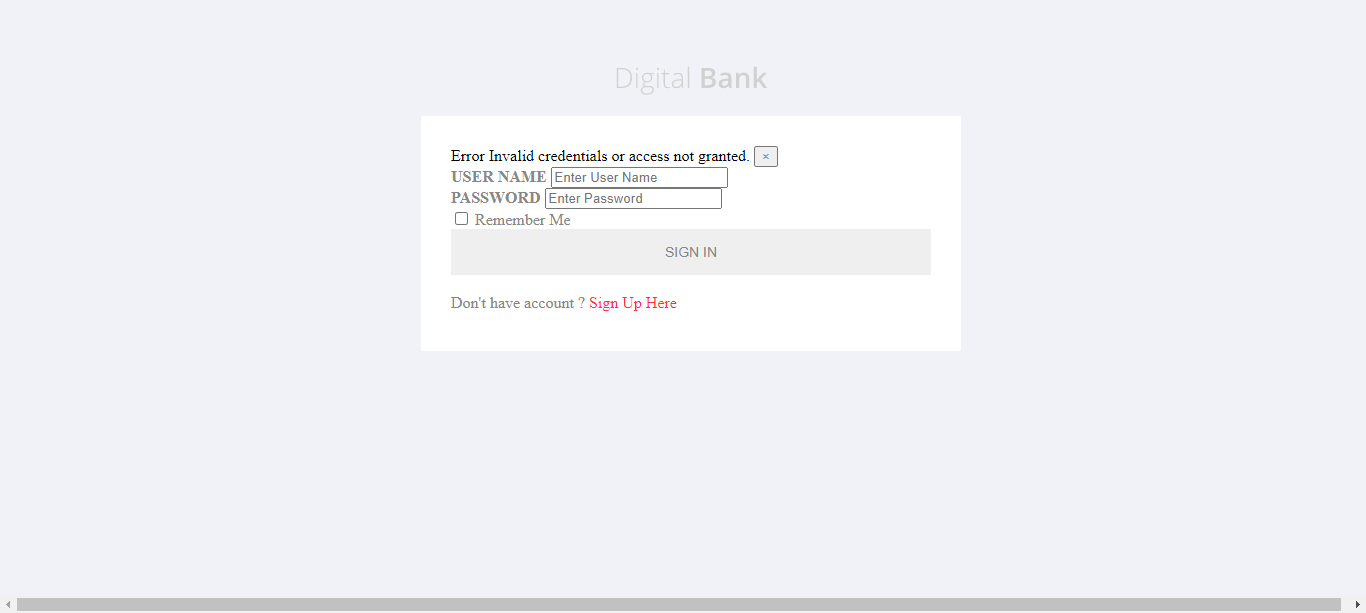 Digital Bank
Error Invalid credentials or access not granted. ×
USER NAME Enter User Name
PASSWORD Enter Password
Remember Me
SIGN IN
Don't have account ? Sign Up Here